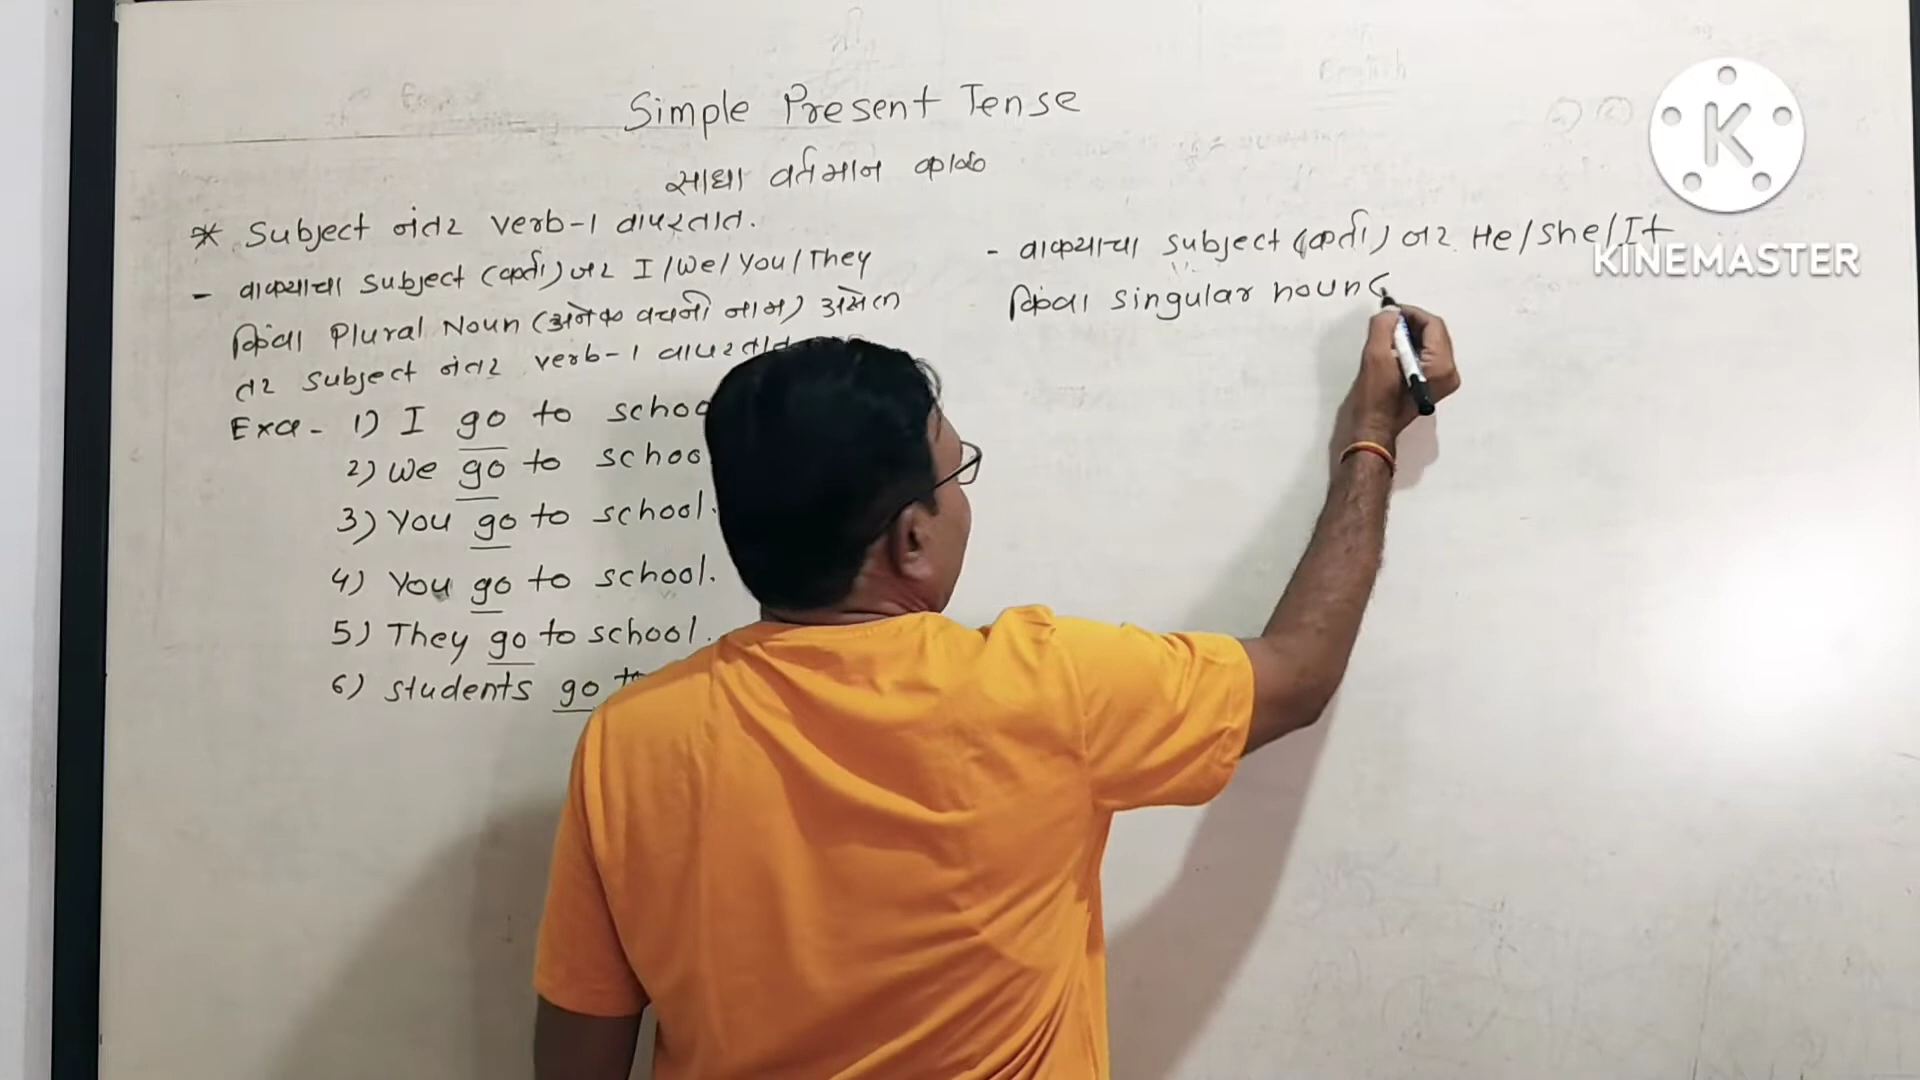 Simple Present Tense
साधा वर्तमान काळ
* Subject नंतर verb-1 वापरतात.
- वाक्याचा subject (कर्ता) जर I/We/You/They
किंवा Plural Noun (अनेक वचनी नाम) असेल
तर subject नंतर verb-1 वापरतात
Exa- 1) I go to schoo
2) We go to schoo
3) You go to school.
4) You go to school.
5) They go to school.
6) students go to
- वाक्याचा subject (कर्ता) जर He/She/It
किंवा singular noun (
K
KINEMASTER